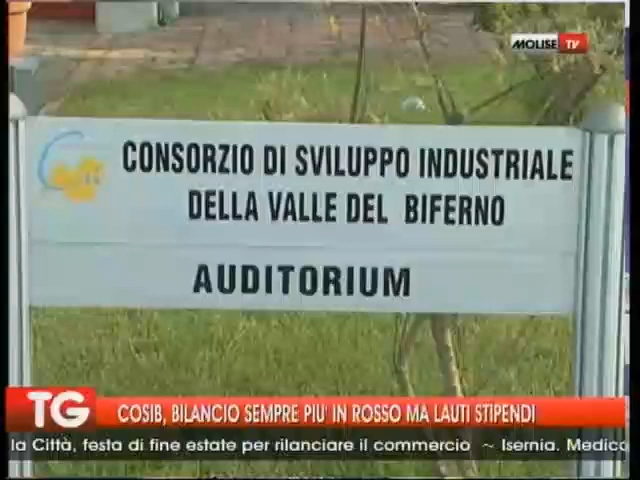 MOLISE TV
CONSORZIO DI SVILUPPO INDUSTRIALE
DELLA VALLE DEL BIFERNO
AUDITORIUM
TG
COSIB, BILANCIO SEMPRE PIU' IN ROSSO MA LAUTI STIPENDI
la Città, festa di fine estate per rilanciare il commercio ~ Isernia. Medico